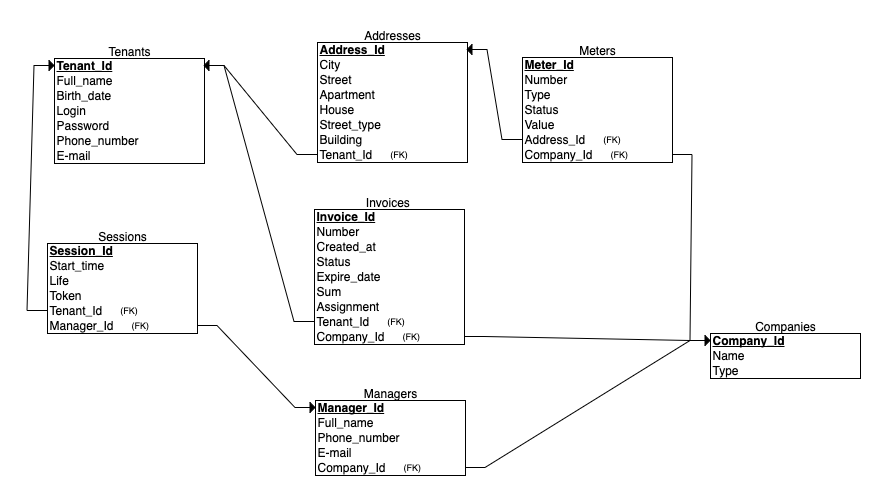 Tenants
Tenant_Id
Full_name
Birth_date
Login
Password
Phone_number
E-mail
Addresses
Address_Id
City
Street
Apartment
House
Street_type
Building
Tenant_Id (FK)
Meters
Meter_Id
Number
Type
Status
Value
Address_Id (FK)
Company_Id (FK)
Sessions
Session_Id
Start_time
Life
Token
Tenant_Id (FK)
Manager_Id (FK)
Invoices
Invoice_Id
Number
Created_at
Status
Expire_date
Sum
Assignment
Tenant_Id (FK)
Company_Id (FK)
Companies
Company_Id
Name
Type
Managers
Manager_Id
Full_name
Phone_number
E-mail
Company_Id (FK)